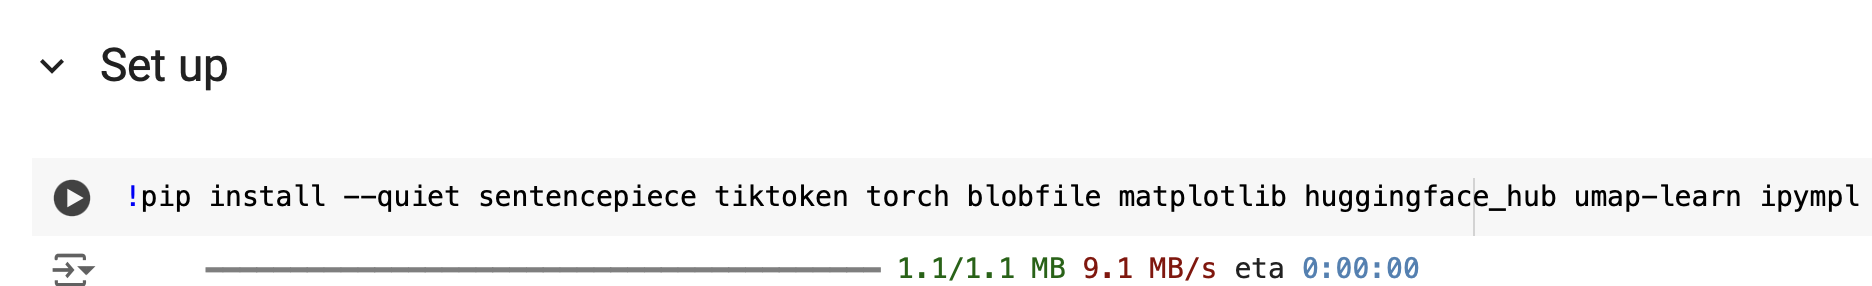 Set up
!pip install --quiet sentencepiece tiktoken torch blobfile matplotlib huggingface_hub umap-learn ipympl
1.1/1.1 MB 9.1 MB/s eta 0:00:00